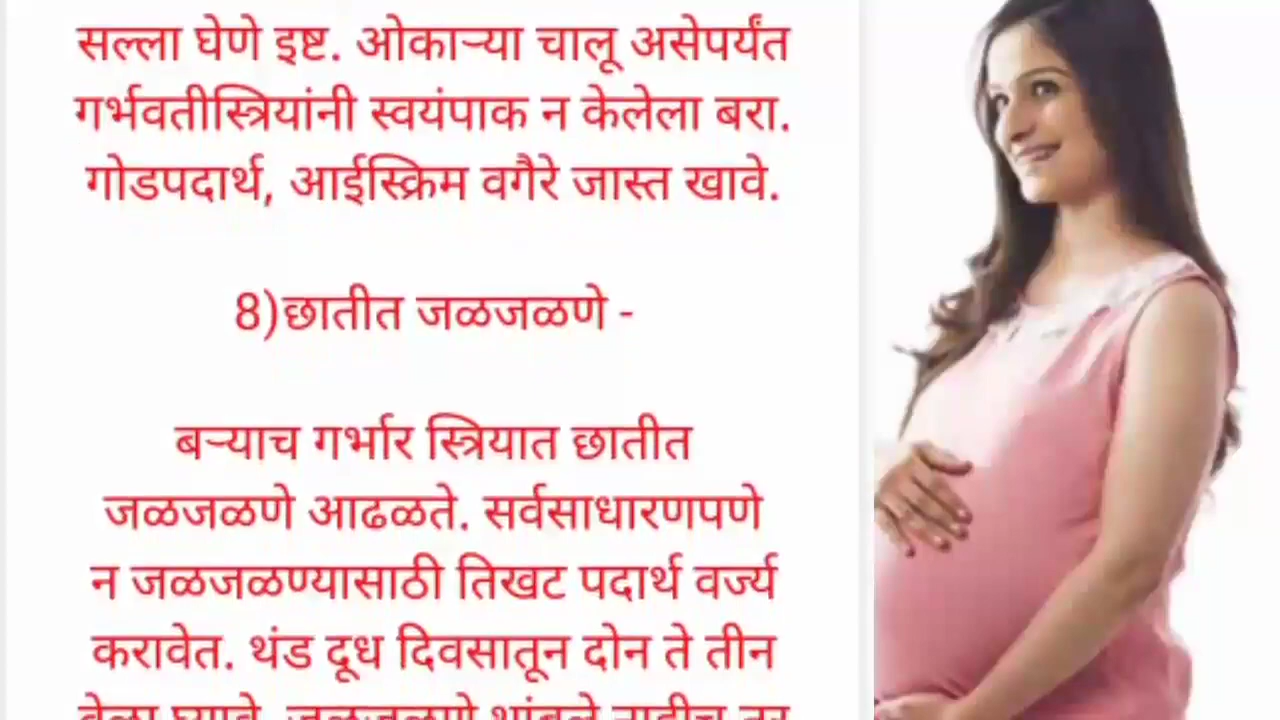 सल्ला घेणे इष्ट. ओकाऱ्या चालू असेपर्यंत
गर्भवतीस्त्रियांनी स्वयंपाक न केलेला बरा.
गोडपदार्थ, आईस्क्रिम वगैरे जास्त खावे.
8)छातीत जळजळणे -
बऱ्याच गर्भार स्त्रियात छातीत
जळजळणे आढळते. सर्वसाधारणपणे
न जळजळण्यासाठी तिखट पदार्थ वर्ज्य
करावेत. थंड दूध दिवसातून दोन ते तीन